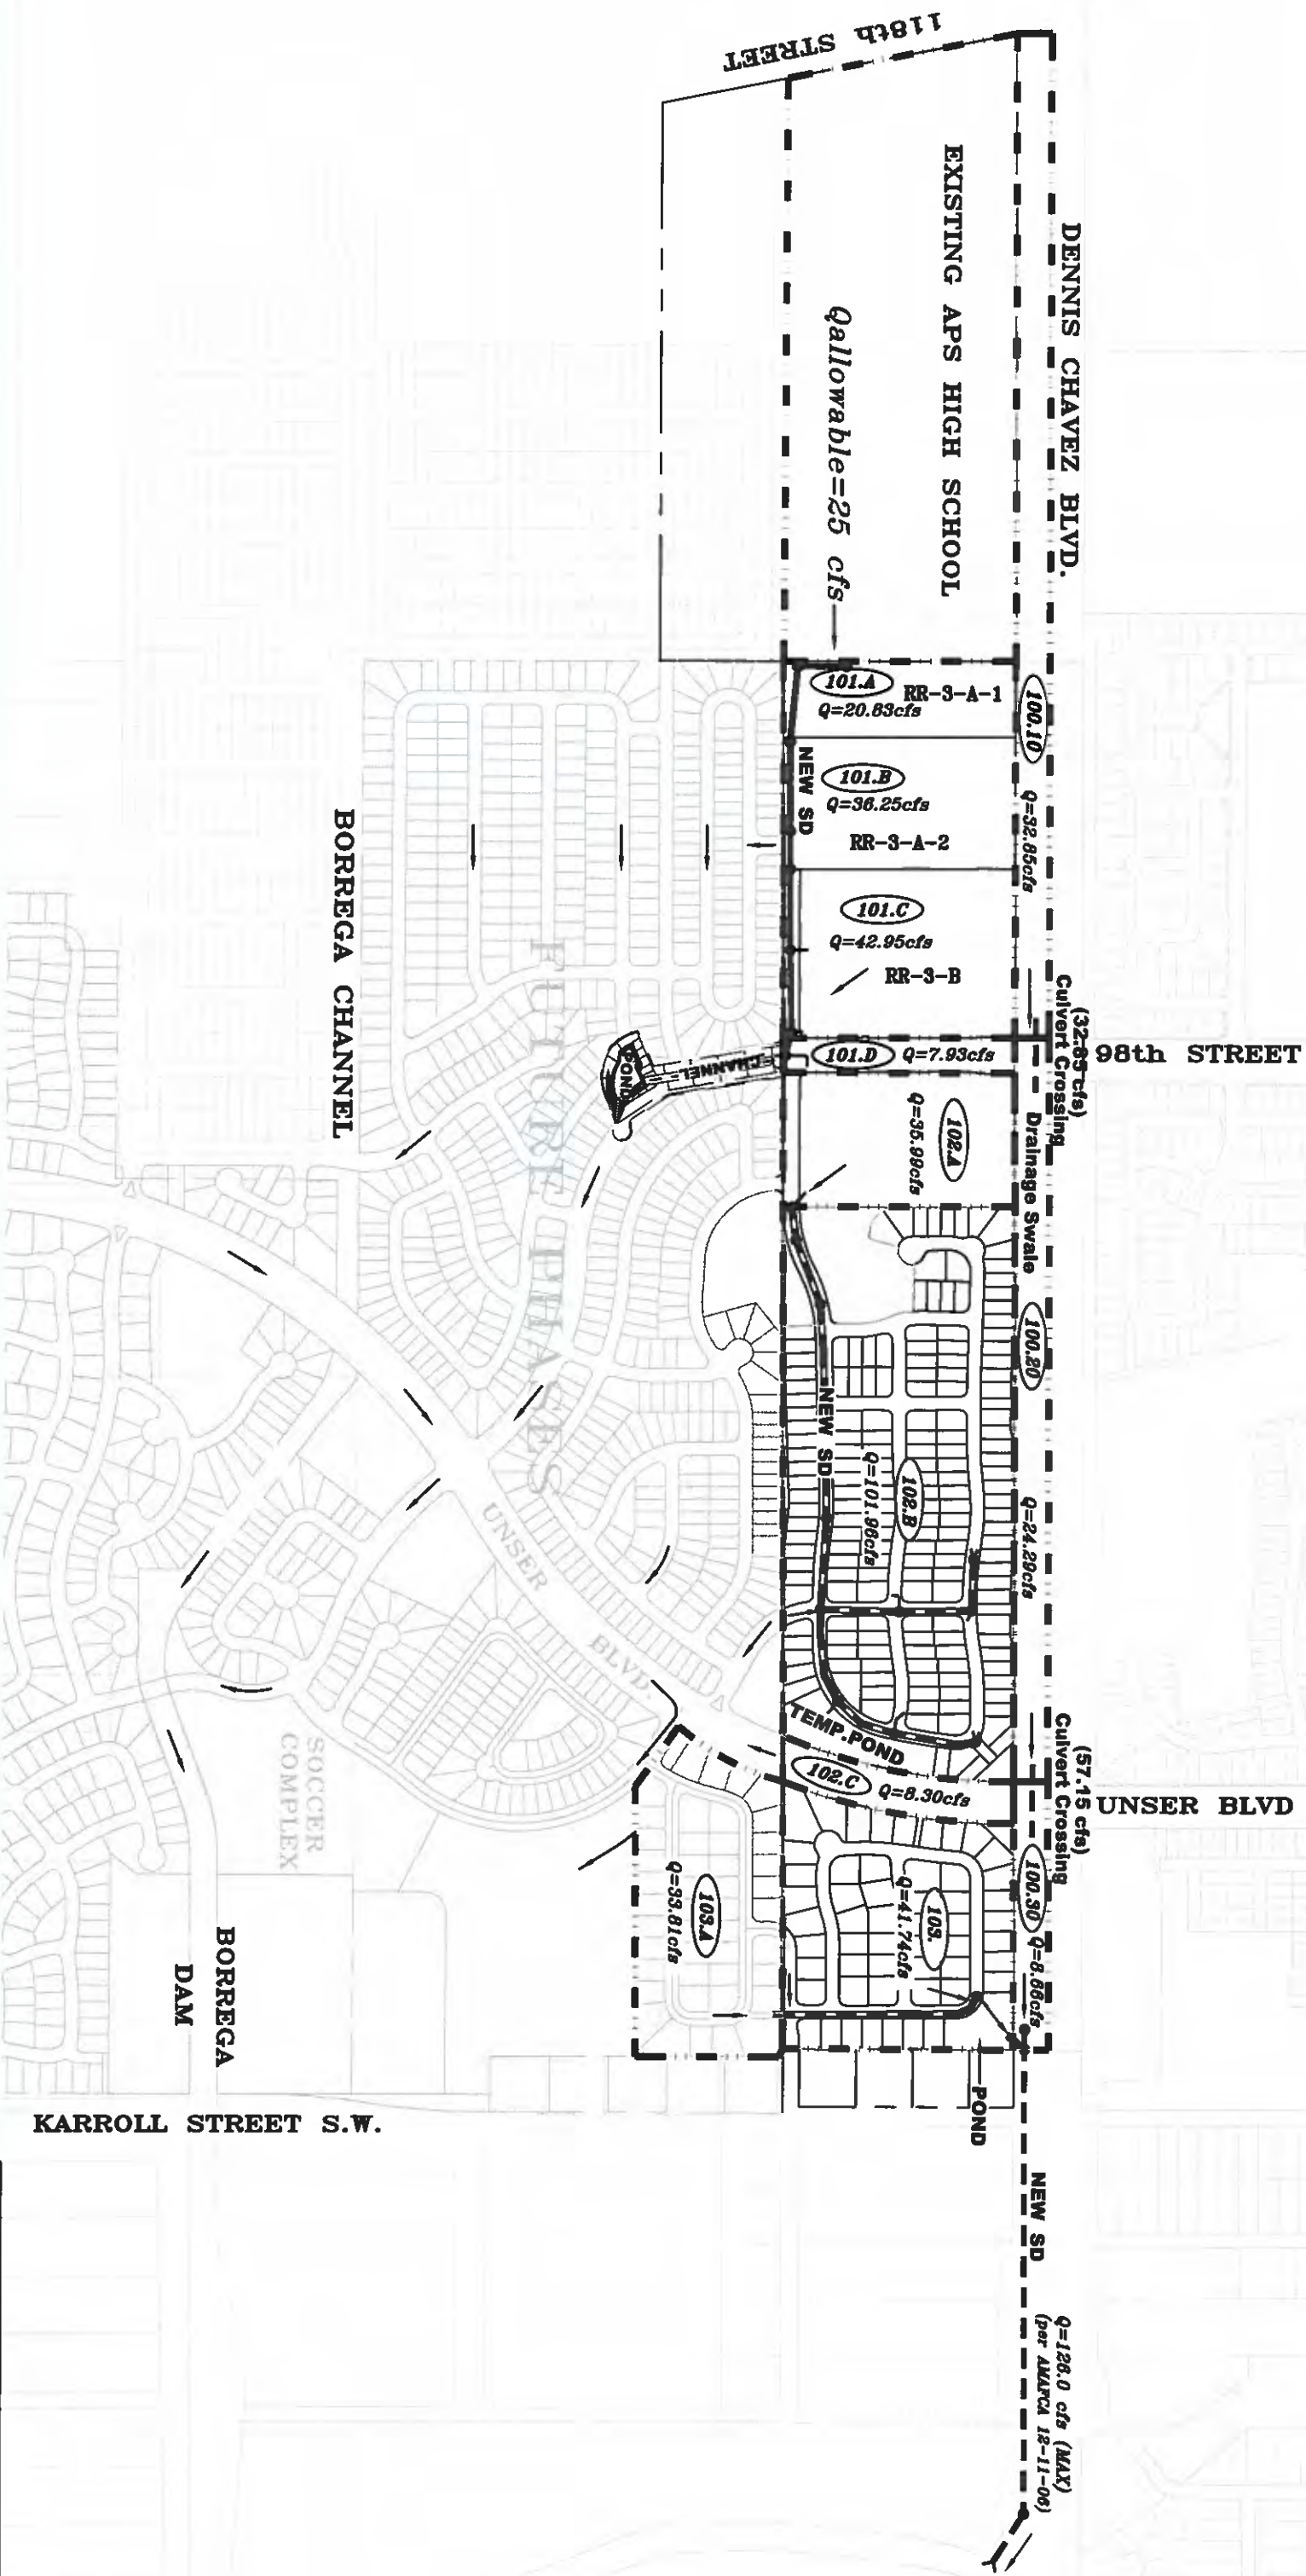 118th STREET
DENNIS CHAVEZ BLVD.
EXISTING APS HIGH SCHOOL
Qallowable=25 cfs
101.A
RR-3-A-1
Q=20.83cfs
100.10
Q=32.85cfs
NEW SD
101.B
Q=36.25cfs
RR-3-A-2
101.C
Q=42.95cfs
RR-3-B
BORREGA CHANNEL
FUTURE PHASES
Culvert Crossing
(32.85 cfs)
98th STREET
101.D
Q=7.93cfs
CHANNEL
POND
102.A
Q=35.99cfs
Drainage Swale
100.20
Q=24.29cfs
NEW SD
102.B
Q=101.96cfs
UNSER BLVD.
TEMP.POND
102.C
Q=8.30cfs
Culvert Crossing
(57.15 cfs)
UNSER BLVD
100.30
Q=8.86cfs
103.
Q=41.74cfs
103.A
Q=33.81cfs
SOCCER
COMPLEX
BORREGA
DAM
POND
KARROLL STREET S.W.
NEW SD
Q=126.0 cfs (MAX)
(per AMAFCA 12-11-06)